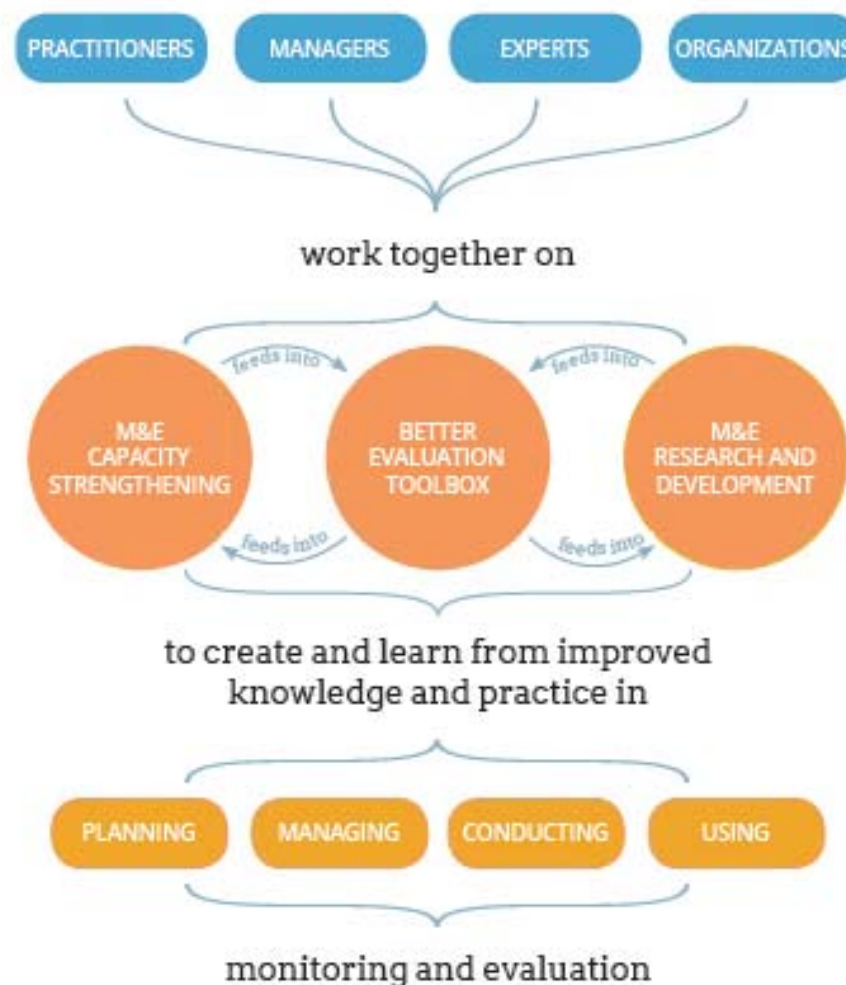 PRACTITIONERS
MANAGERS
EXPERTS
ORGANIZATIONS
work together on
feeds into
feeds into
M&E
CAPACITY
STRENGTHENING
BETTER
EVALUATION
TOOLBOX
M&E
RESEARCH AND
DEVELOPMENT
feeds into
feeds into
to create and learn from improved
knowledge and practice in
PLANNING
MANAGING
CONDUCTING
USING
monitoring and evaluation